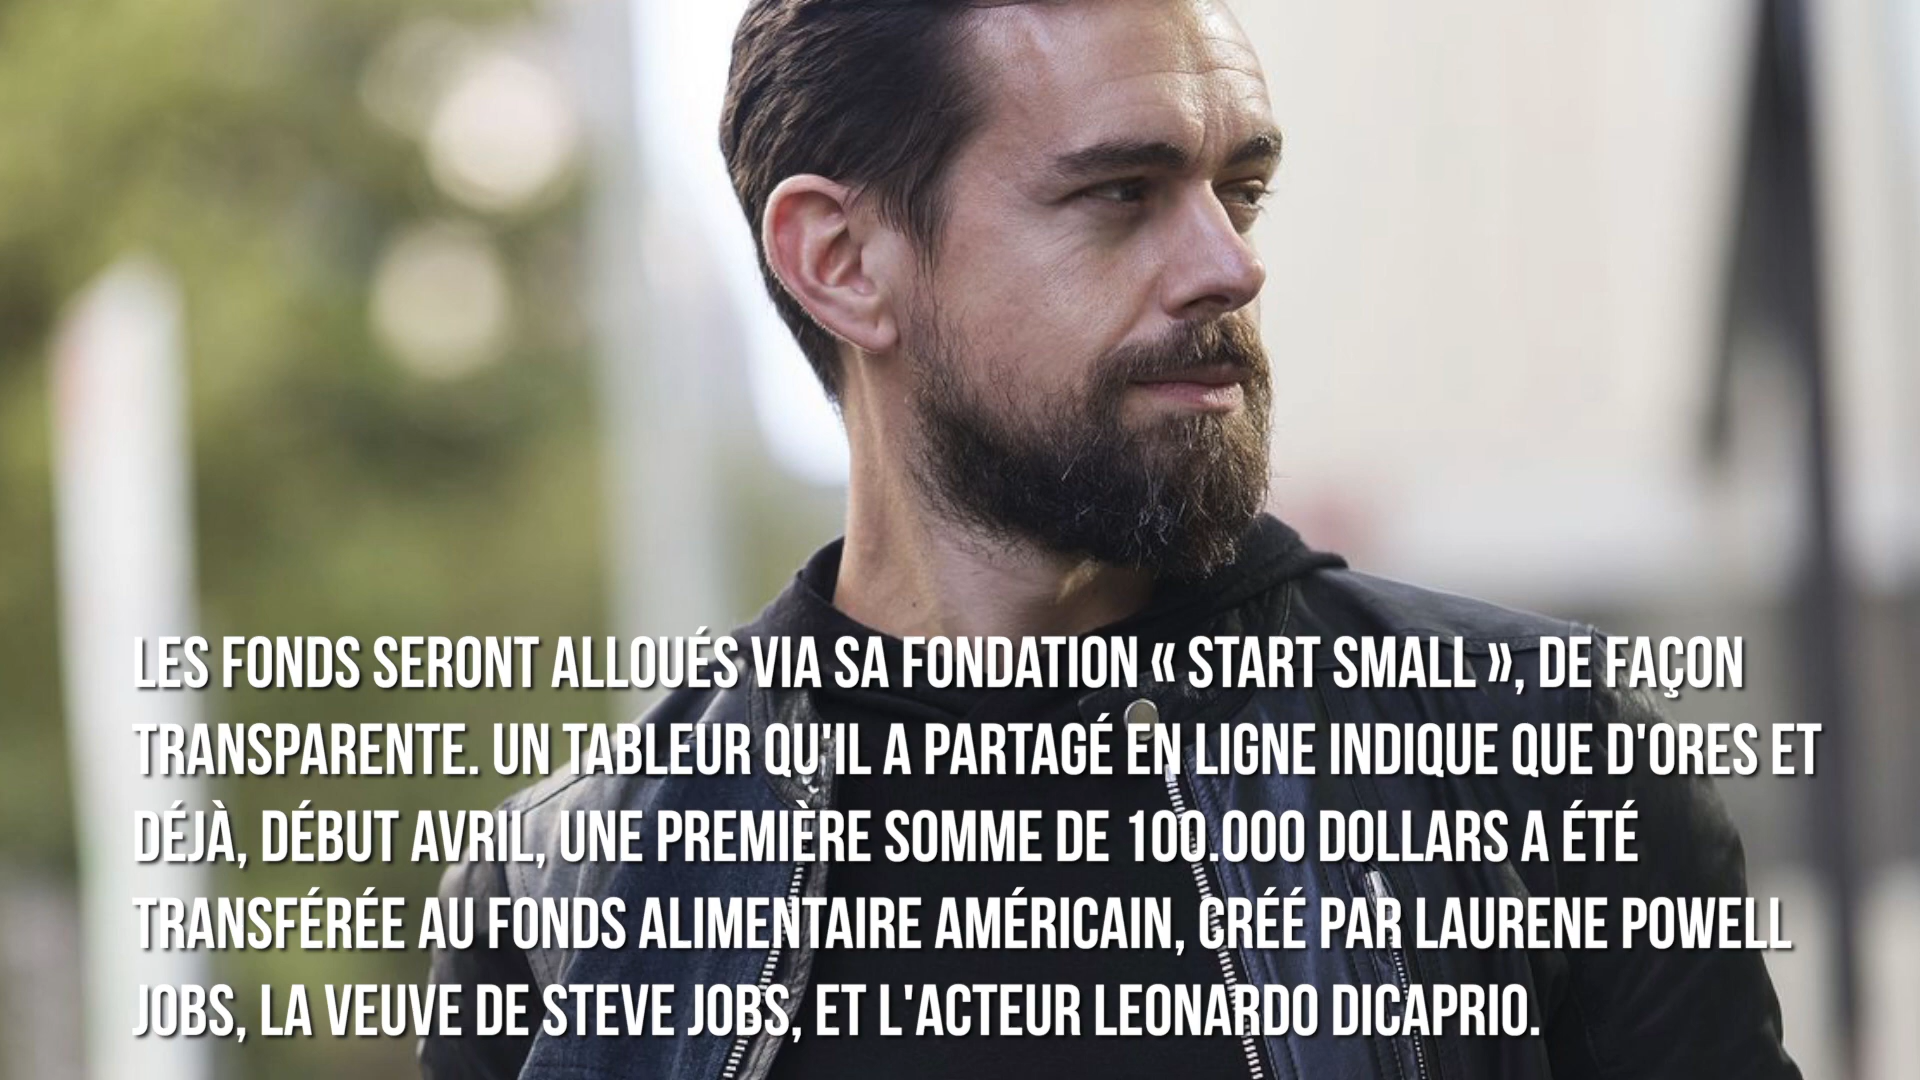 LES FONDS SERONT ALLOUÉS VIA SA FONDATION « START SMALL », DE FAÇON
TRANSPARENTE. UN TABLEUR QU'IL A PARTAGÉ EN LIGNE INDIQUE QUE D'ORES ET
DÉJÀ, DÉBUT AVRIL, UNE PREMIÈRE SOMME DE 100.000 DOLLARS A ÉTÉ
TRANSFÉRÉE AU FONDS ALIMENTAIRE AMÉRICAIN, CRÉÉ PAR LAURENE POWELL
JOBS, LA VEUVE DE STEVE JOBS, ET L'ACTEUR LEONARDO DICAPRIO.